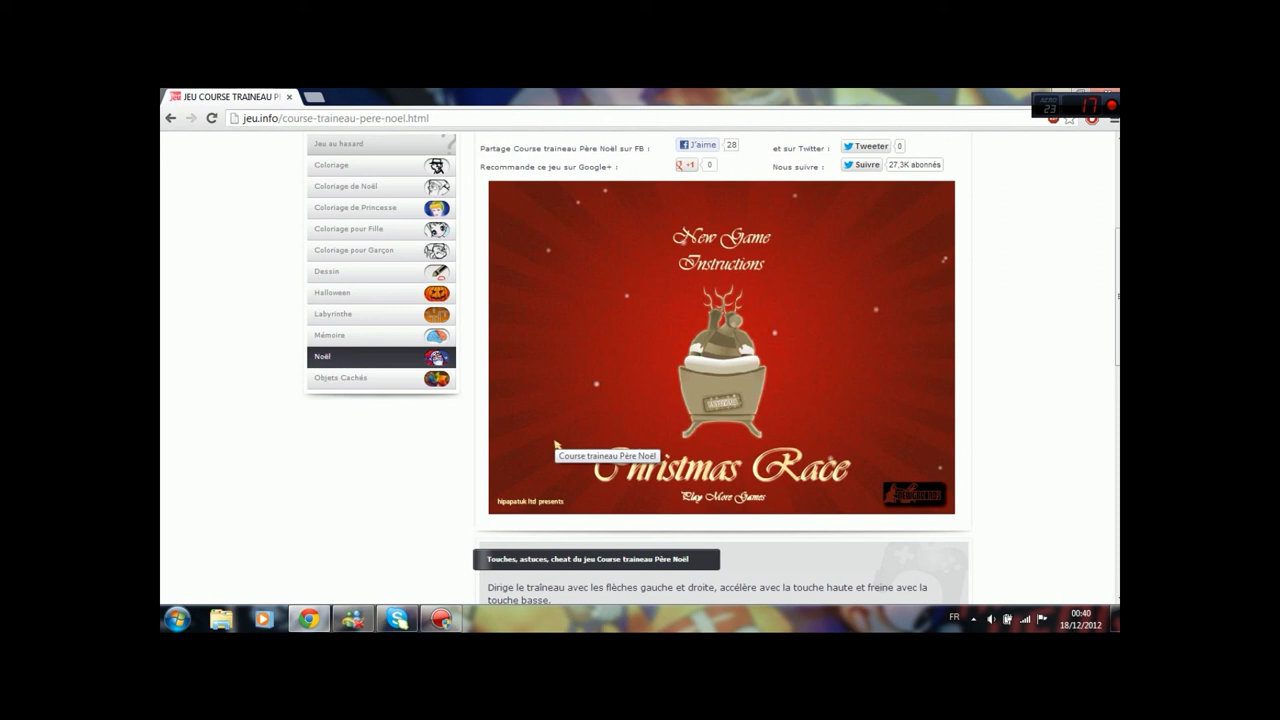 JEU COURSE TRAINEAU P
jeu.info/course-traineau-pere-noel.html
23
17
Jeu au hasard
Coloriage
Coloriage de Noël
Coloriage de Princesse
Coloriage pour Fille
Coloriage pour Garçon
Dessin
Halloween
Labyrinthe
Mémoire
Noël
Objets Cachés
Partage Course traineau Père Noël sur FB :
J'aime
28
et sur Twitter :
Tweeter
0
Recommande ce jeu sur Google+ :
+1
0
Nous suivre :
Suivre
27,3K abonnés
New Game
Instructions
Course traineau Père Noël
Christmas Race
Play More Games
hipapatuk ltd presents
Touches, astuces, cheat du jeu Course traineau Père Noël
Dirige le traîneau avec les flèches gauche et droite, accélère avec la touche haute et freine avec la
touche basse.
FR
00:40
18/12/2012